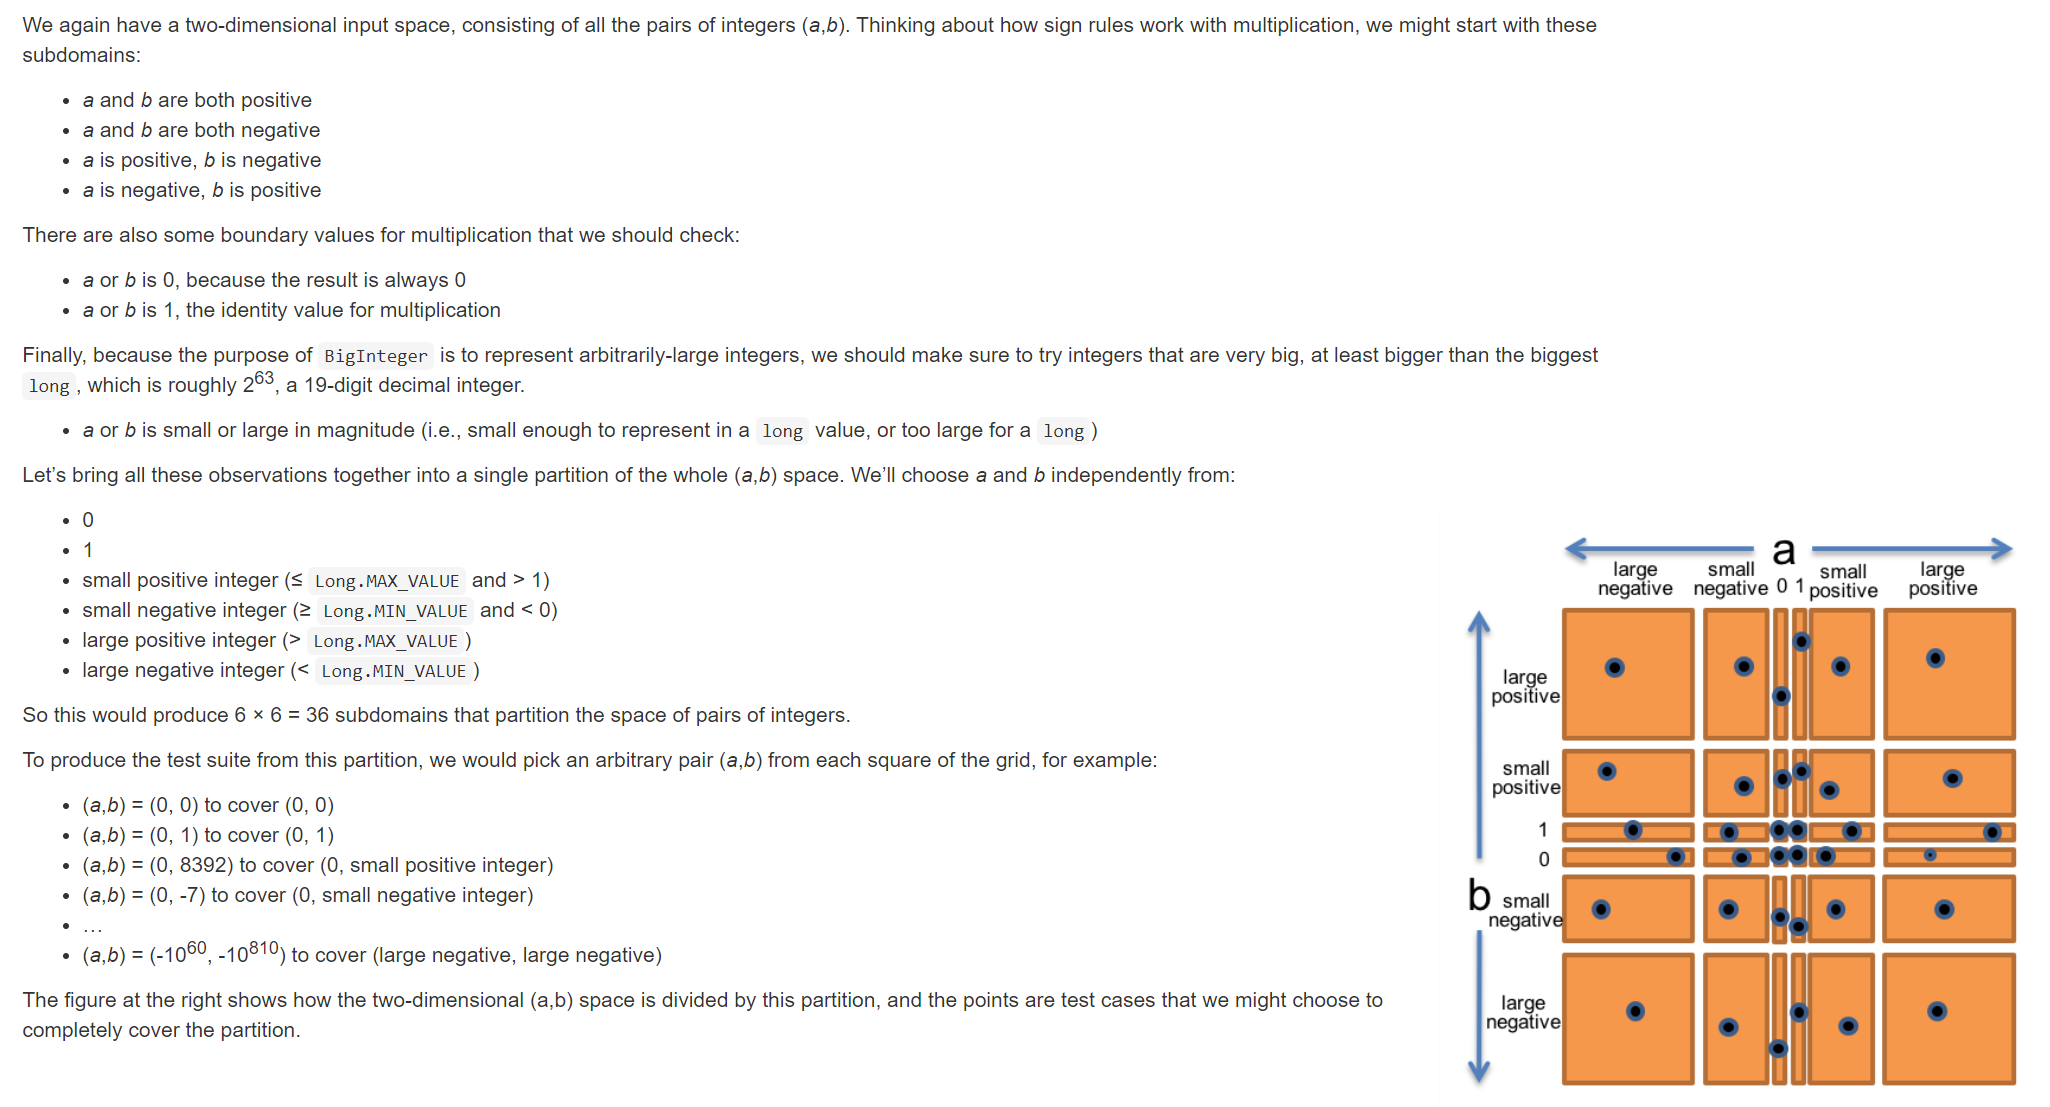 We again have a two-dimensional input space, consisting of all the pairs of integers (a,b). Thinking about how sign rules work with multiplication, we might start with these
subdomains:
• a and b are both positive
• a and b are both negative
• a is positive, b is negative
• a is negative, b is positive
There are also some boundary values for multiplication that we should check:
• a or b is 0, because the result is always 0
• a or b is 1, the identity value for multiplication
Finally, because the purpose of BigInteger is to represent arbitrarily-large integers, we should make sure to try integers that are very big, at least bigger than the biggest
long , which is roughly 2⁶³, a 19-digit decimal integer.
• a or b is small or large in magnitude (i.e., small enough to represent in a long value, or too large for a long )
Let’s bring all these observations together into a single partition of the whole (a,b) space. We’ll choose a and b independently from:
• 0
• 1
• small positive integer (≤ Long.MAX_VALUE and > 1)
• small negative integer (≥ Long.MIN_VALUE and < 0)
• large positive integer (> Long.MAX_VALUE )
• large negative integer (< Long.MIN_VALUE )
So this would produce 6 × 6 = 36 subdomains that partition the space of pairs of integers.
To produce the test suite from this partition, we would pick an arbitrary pair (a,b) from each square of the grid, for example:
• (a,b) = (0, 0) to cover (0, 0)
• (a,b) = (0, 1) to cover (0, 1)
• (a,b) = (0, 8392) to cover (0, small positive integer)
• (a,b) = (0, -7) to cover (0, small negative integer)
• …
• (a,b) = (-10⁶⁰, -10⁸¹⁰) to cover (large negative, large negative)
The figure at the right shows how the two-dimensional (a,b) space is divided by this partition, and the points are test cases that we might choose to
completely cover the partition.
a
large small small large
negative negative 0 1 positive positive
large
positive
small
positive
1
0
b
small
negative
large
negative